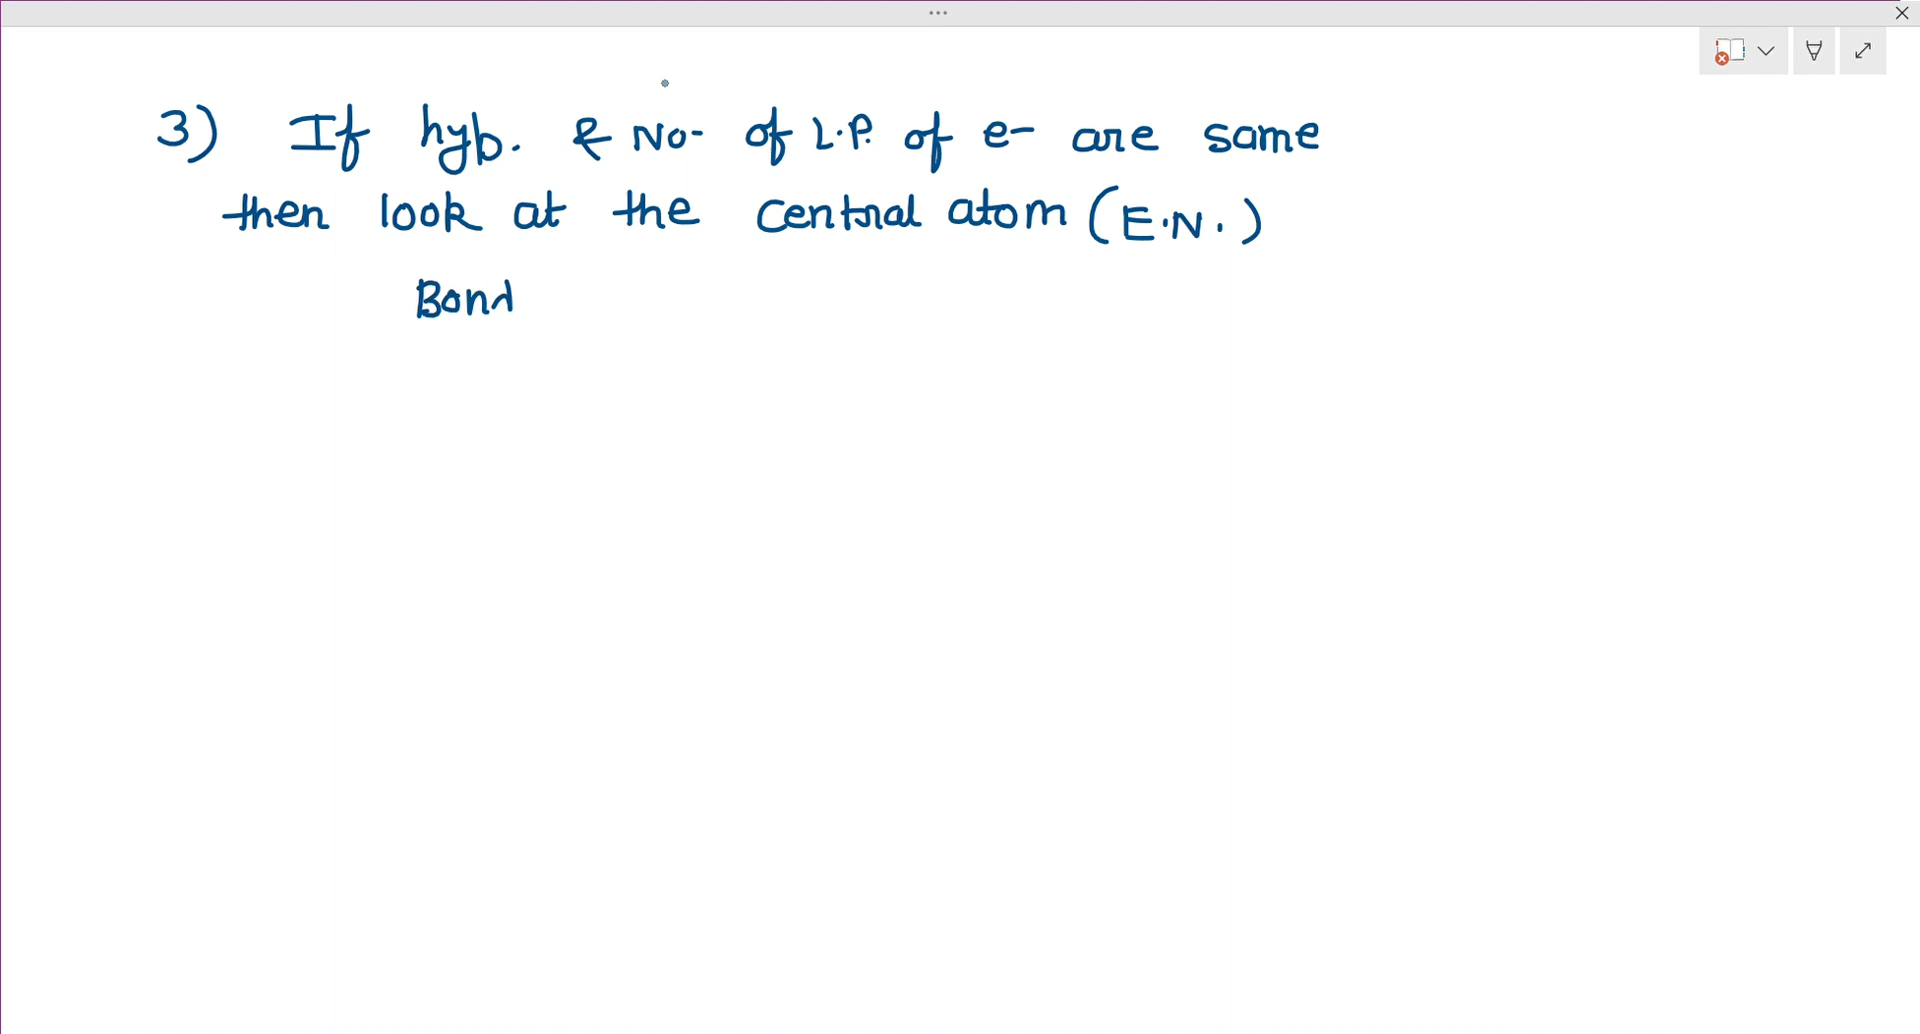 3) If hyb. & No- of L.P. of e- are same
then look at the central atom (E.N.)
Bond